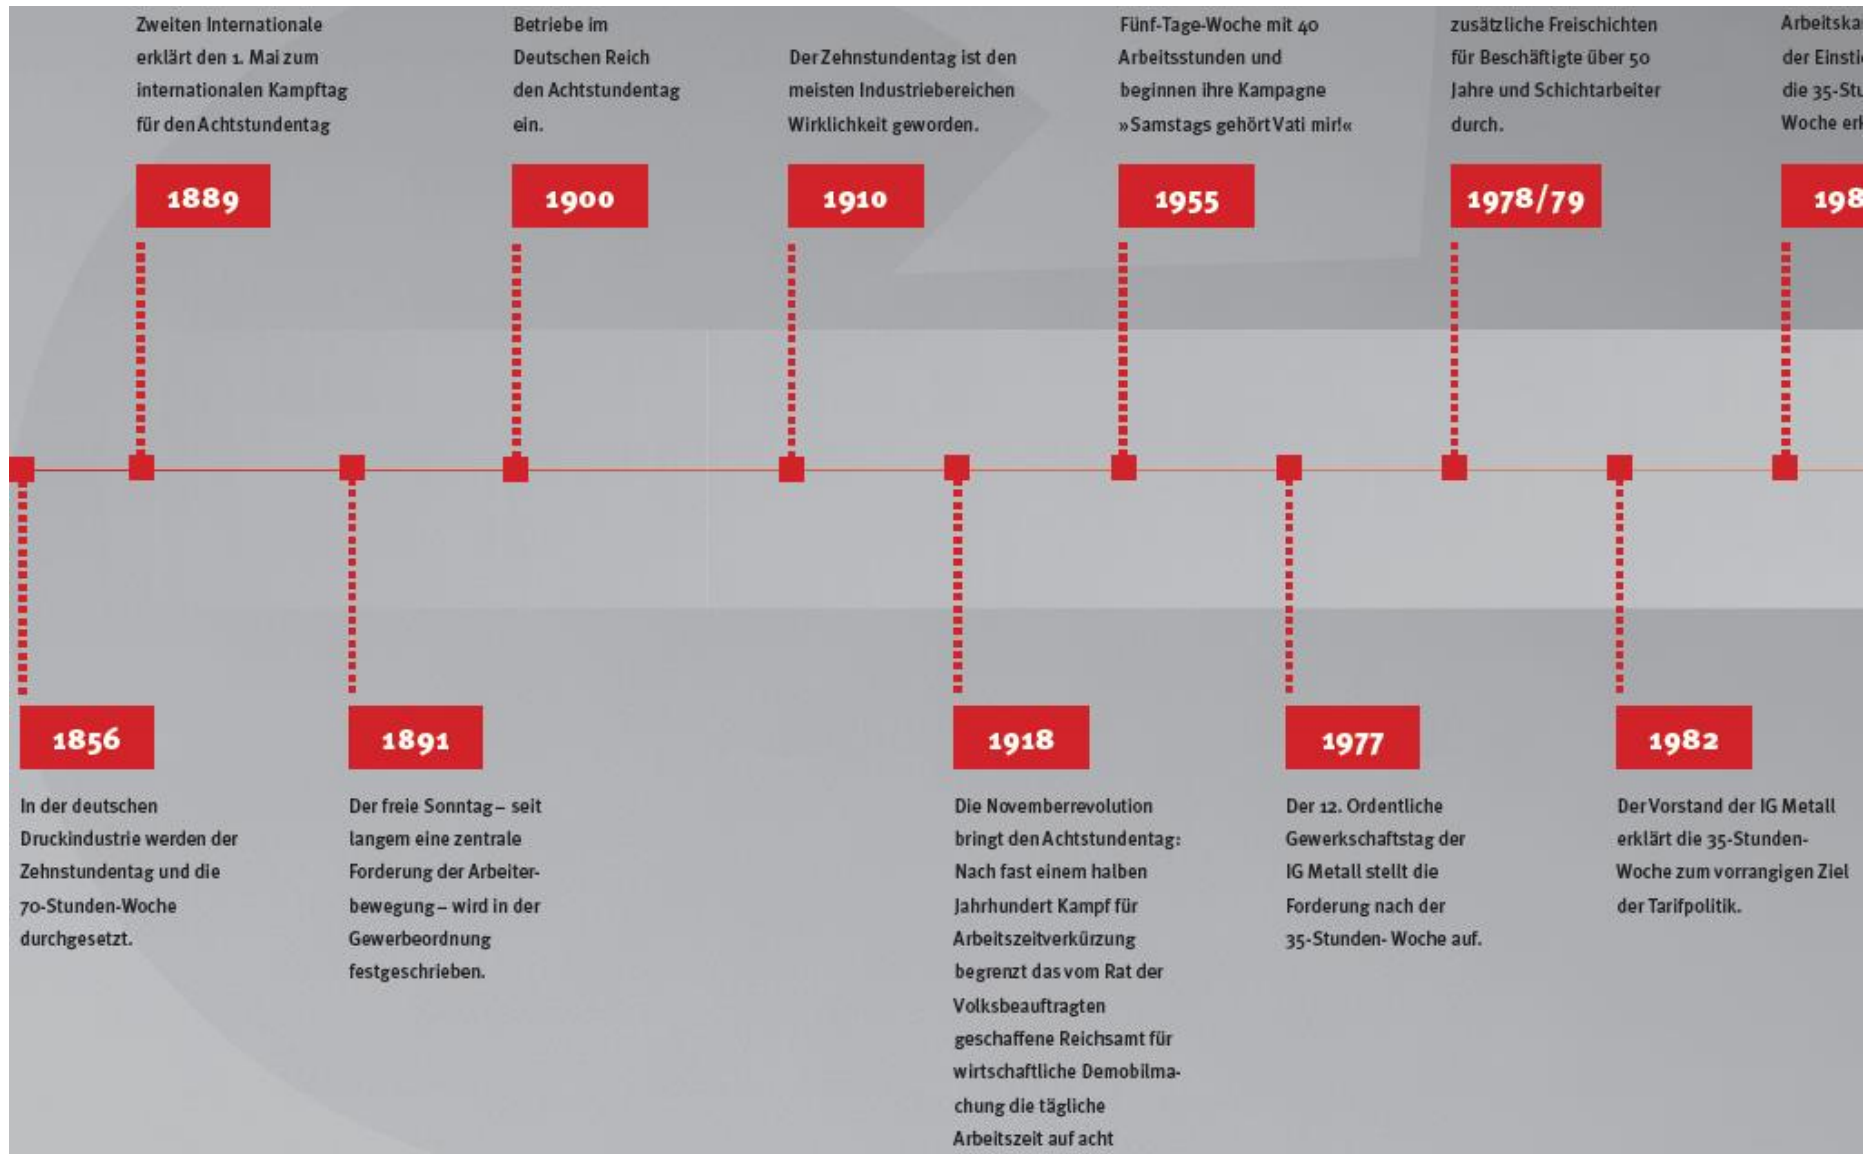 Zweiten Internationale
erklärt den 1. Mai zum
internationalen Kampftag
für den Achtstundentag
1889
Betriebe im
Deutschen Reich
den Achtstundentag
ein.
1900
Der Zehnstundentag ist den
meisten Industriebereichen
Wirklichkeit geworden.
1910
Fünf-Tage-Woche mit 40
Arbeitsstunden und
beginnen ihre Kampagne
»Samstags gehört Vati mir!«
1955
zusätzliche Freischichten
für Beschäftigte über 50
Jahre und Schichtarbeiter
durch.
1978/79
der
die
Woche
1856
In der deutschen
Druckindustrie werden der
Zehnstundentag und die
70-Stunden-Woche
durchgesetzt.
1891
Der freie Sonntag – seit
langem eine zentrale
Forderung der Arbeiter-
bewegung – wird in der
Gewerbeordnung
festgeschrieben.
1918
Die Novemberrevolution
bringt den Achtstundentag:
Nach fast einem halben
Jahrhundert Kampf für
Arbeitszeitverkürzung
begrenzt das vom Rat der
Volksbeauftragten
geschaffene Reichsamt für
wirtschaftliche Demobilma-
chung die tägliche
Arbeitszeit auf acht
1977
Der 12. Ordentliche
Gewerkschaftstag der
IG Metall stellt die
Forderung nach der
35-Stunden- Woche auf.
1982
Der Vorstand der IG Metall
erklärt die 35-Stunden-
Woche zum vorrangigen Ziel
der Tarifpolitik.